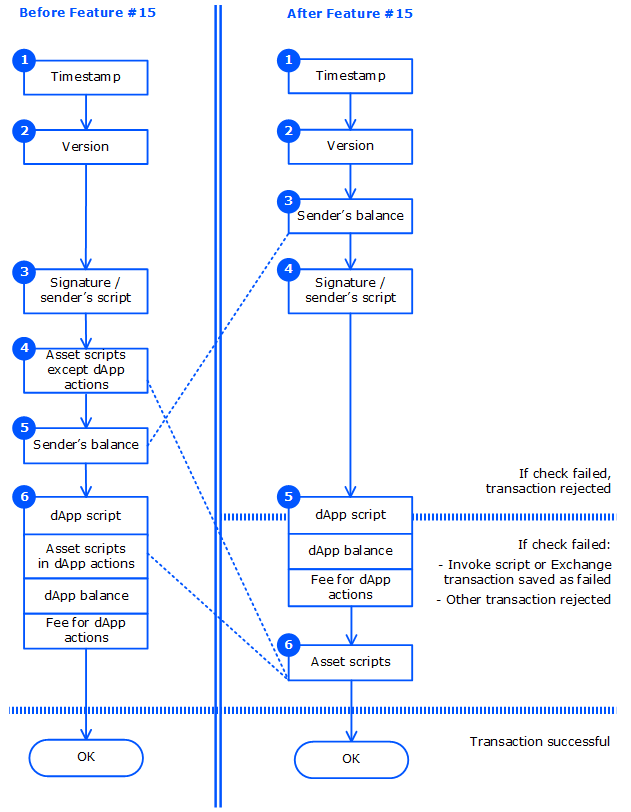 Before Feature #15
1
Timestamp
2
Version
3
Signature /
sender's script
4
Asset scripts
except dApp
actions
5
Sender's balance
6
dApp script
Asset scripts
in dApp actions
dApp balance
Fee for dApp
actions
OK
After Feature #15
1
Timestamp
2
Version
3
Sender's balance
4
Signature /
sender's script
5
dApp script
dApp balance
Fee for dApp
actions
6
Asset scripts
OK
If check failed,
transaction rejected
If check failed:
- Invoke script or Exchange
transaction saved as failed
- Other transaction rejected
Transaction successful